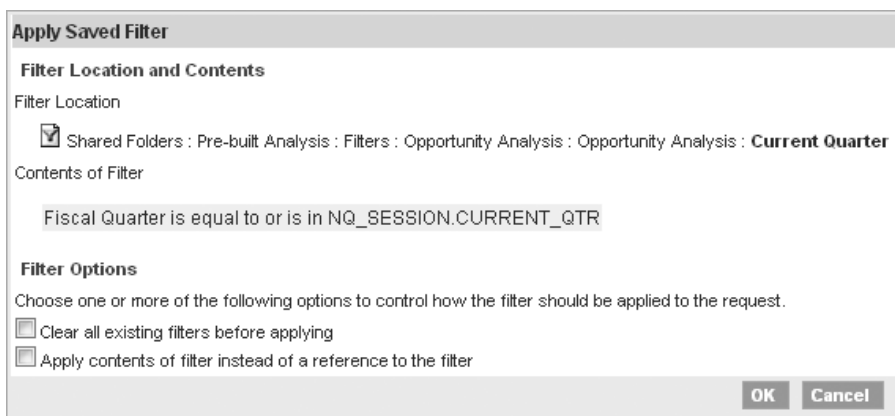 Apply Saved Filter
Filter Location and Contents
Filter Location
Shared Folders : Pre-built Analysis : Filters : Opportunity Analysis : Opportunity Analysis : Current Quarter
Contents of Filter
Fiscal Quarter is equal to or is in NQ_SESSION.CURRENT_QTR
Filter Options
Choose one or more of the following options to control how the filter should be applied to the request.
Clear all existing filters before applying
Apply contents of filter instead of a reference to the filter
OK Cancel